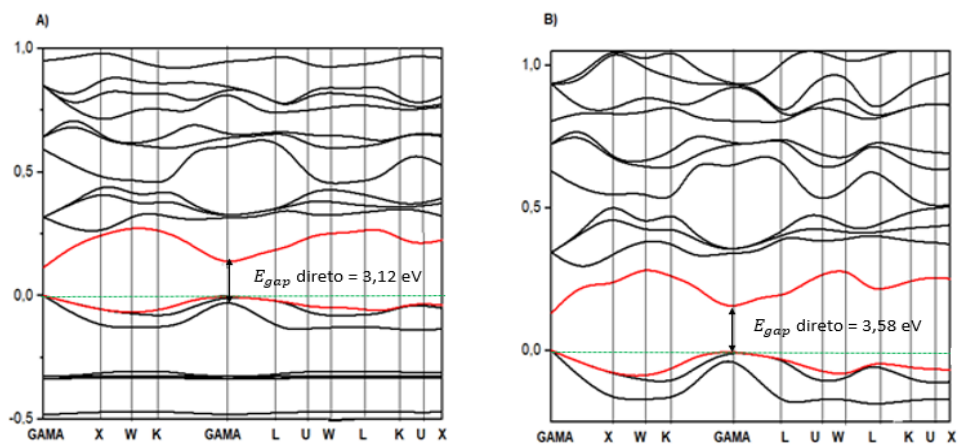 A)
1,0
0,5
0,0
-0,5
E_gap direto = 3,12 eV
GAMA X W K GAMA L U W L K U X
B)
1,0
0,5
0,0
E_gap direto = 3,58 eV
GAMA X W K GAMA L U W L K U X